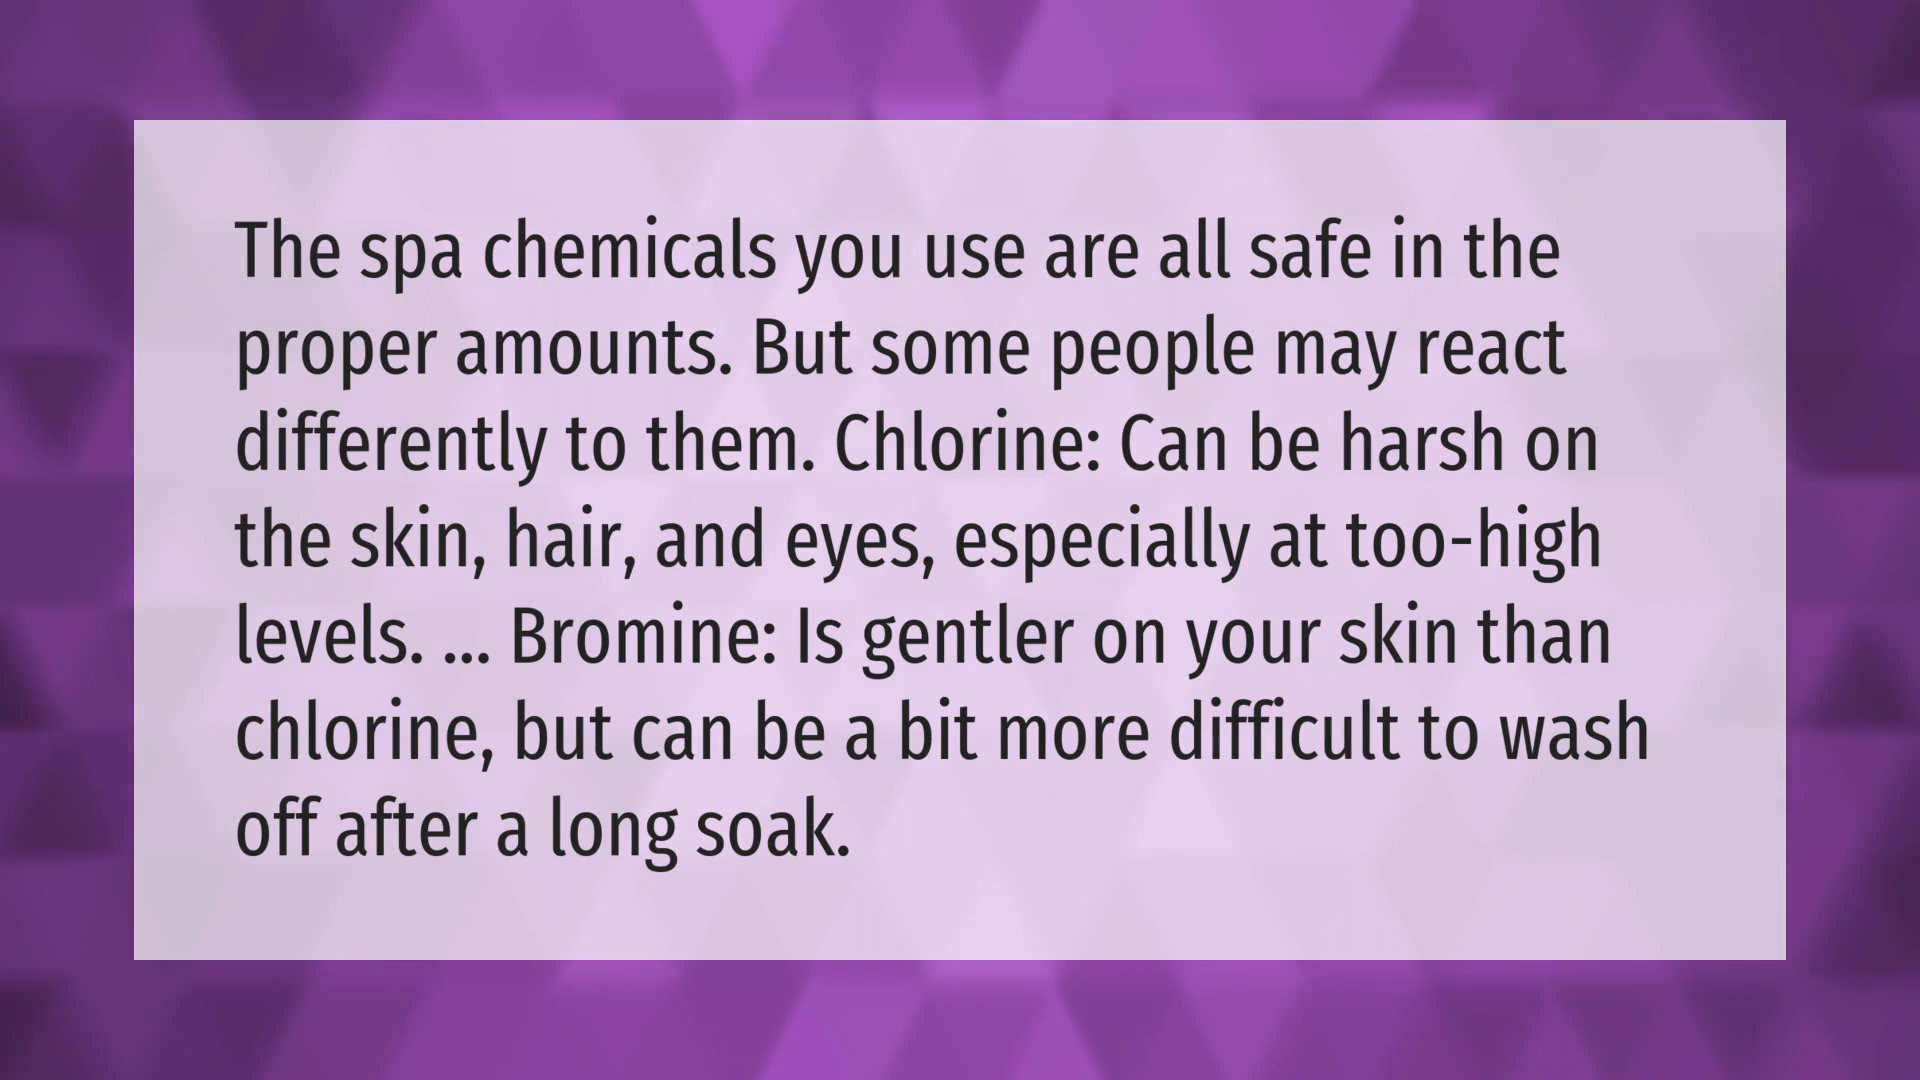 The spa chemicals you use are all safe in the
proper amounts. But some people may react
differently to them. Chlorine: Can be harsh on
the skin, hair, and eyes, especially at too-high
levels. ... Bromine: Is gentler on your skin than
chlorine, but can be a bit more difficult to wash
off after a long soak.